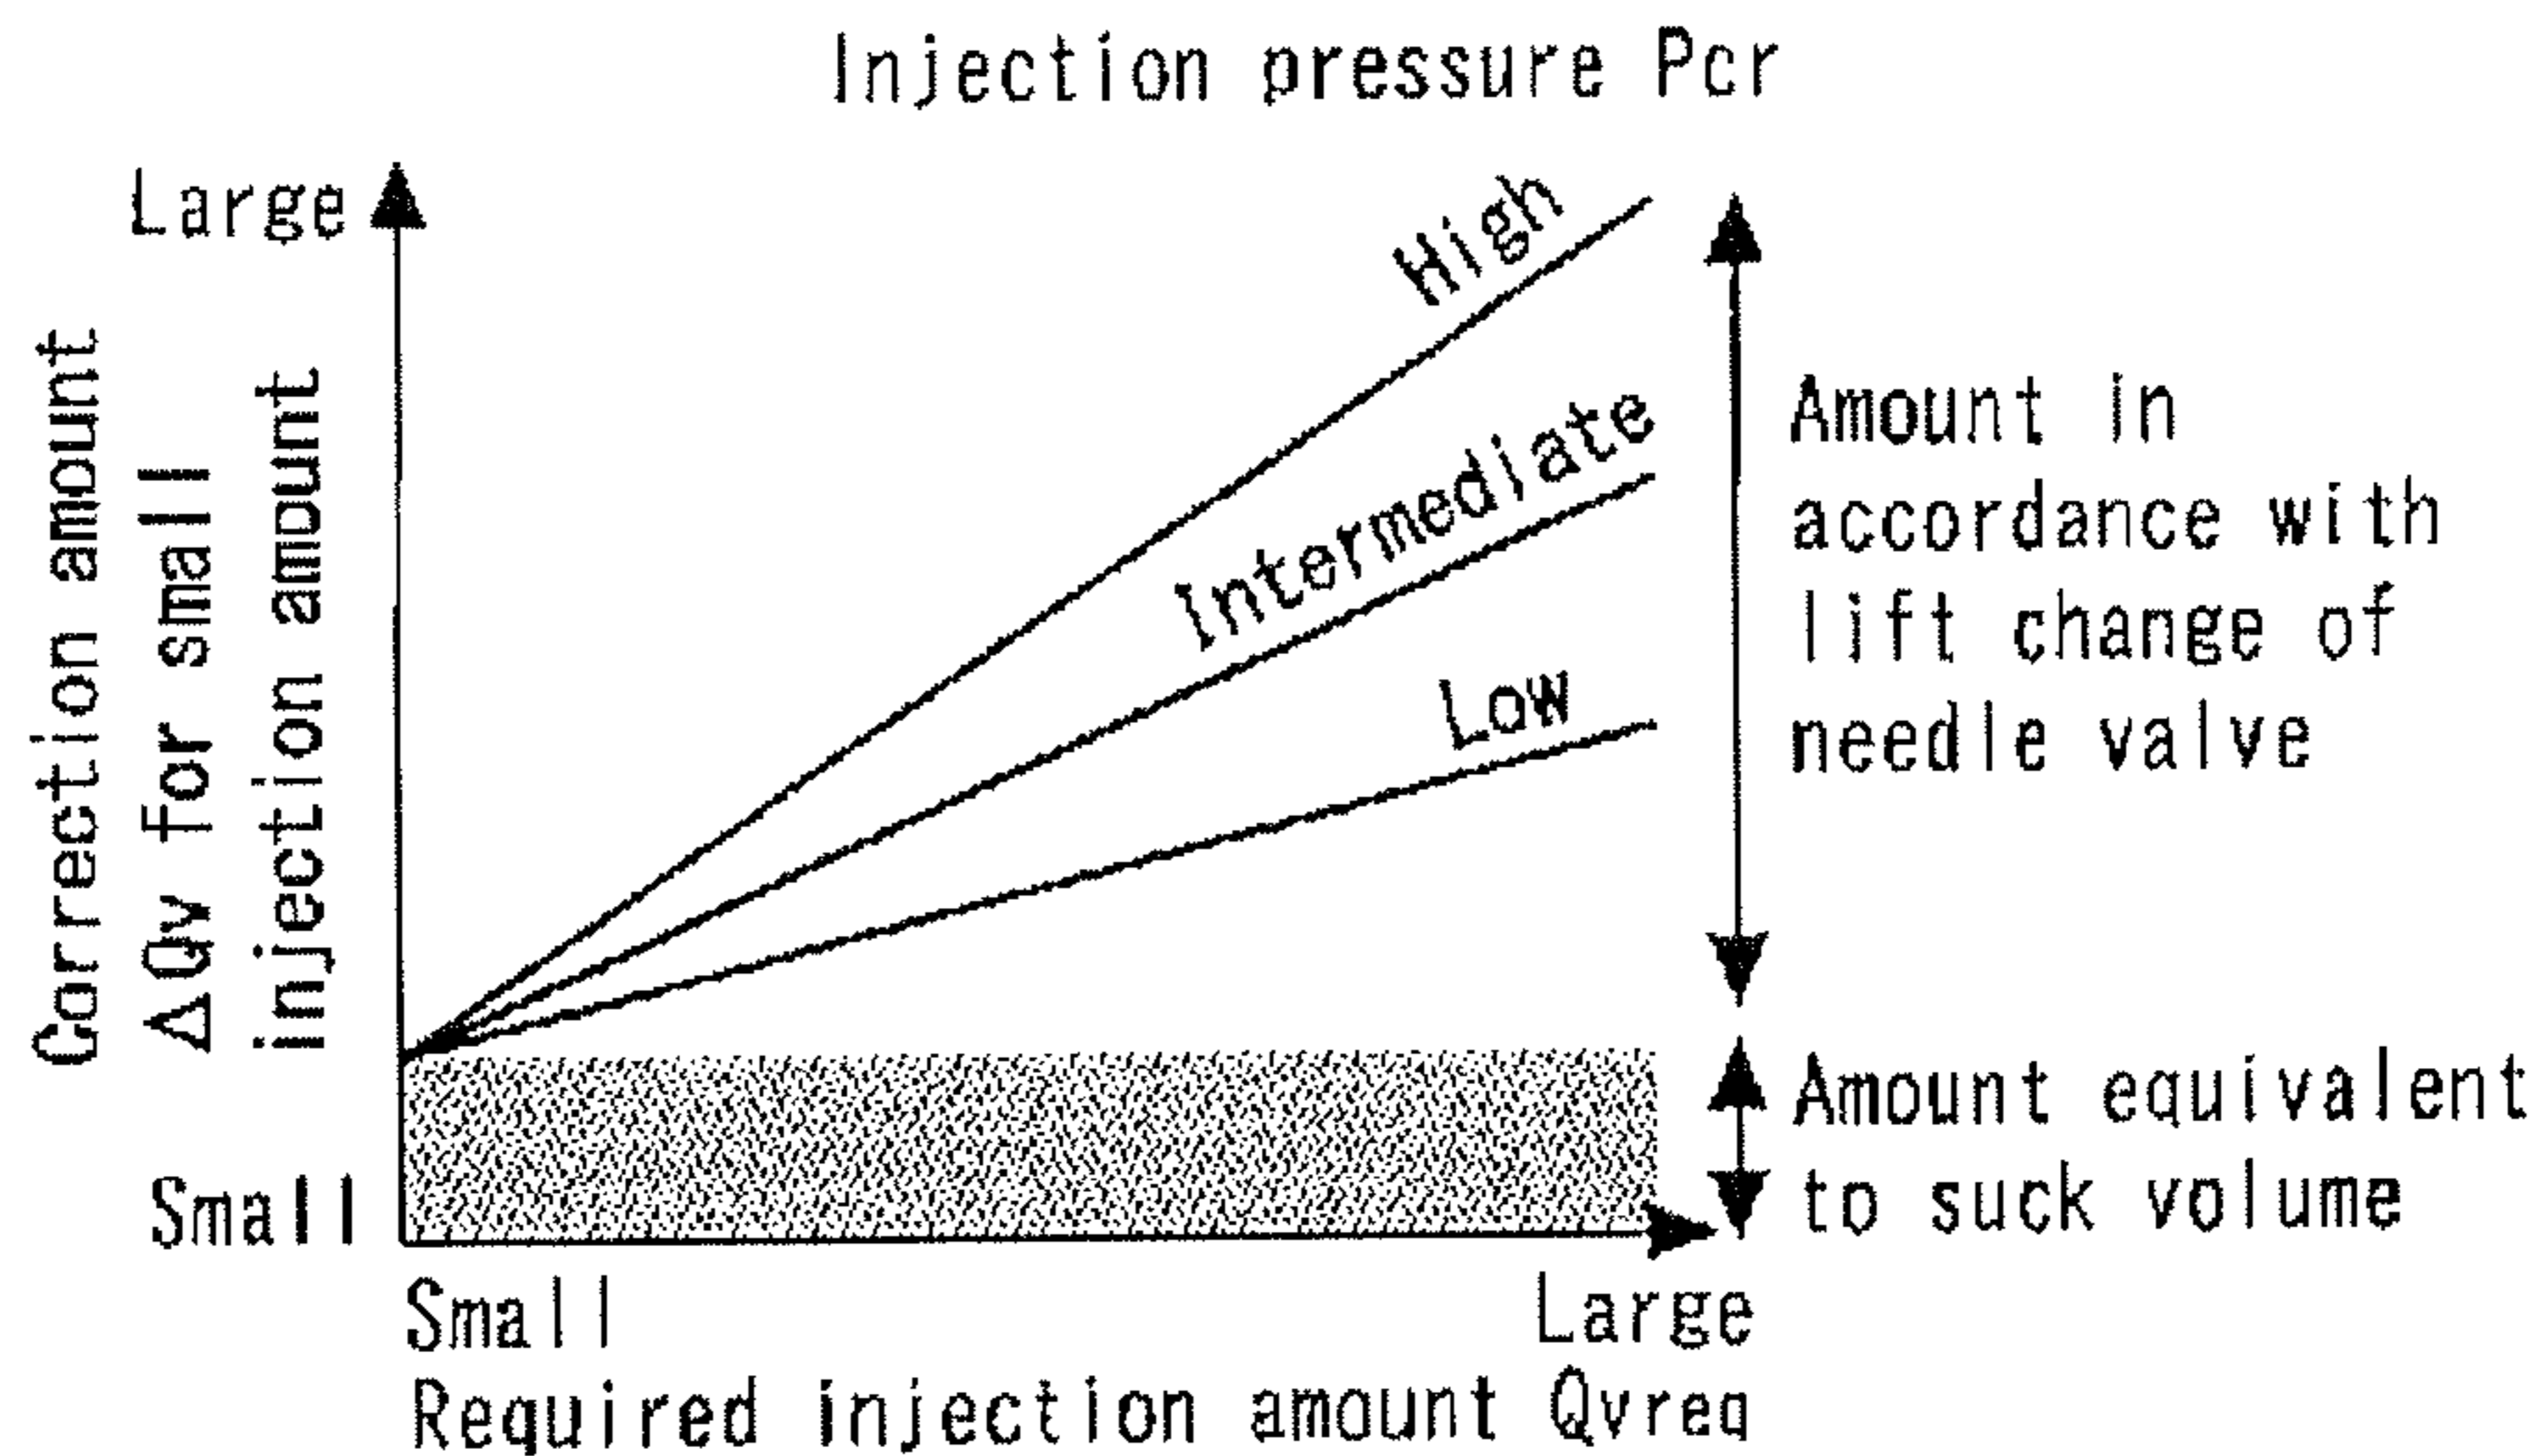 Injection pressure Pcr
Large
Correction amount
ΔQv for small
injection amount
Small
High
Intermediate
Low
Amount in
accordance with
lift change of
needle valve
Amount equivalent
to suck volume
Small
Large
Required injection amount Qvreq